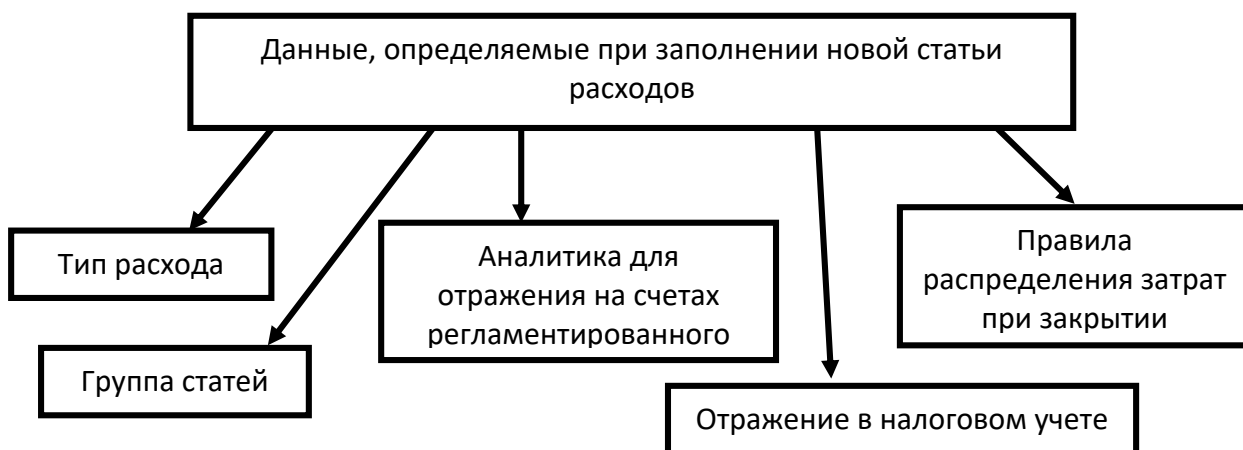 Данные, определяемые при заполнении новой статьи
расходов
Тип расхода
Группа статей
Аналитика для
отражения на счетах
регламентированного
Отражение в налоговом учете
Правила
распределения затрат
при закрытии